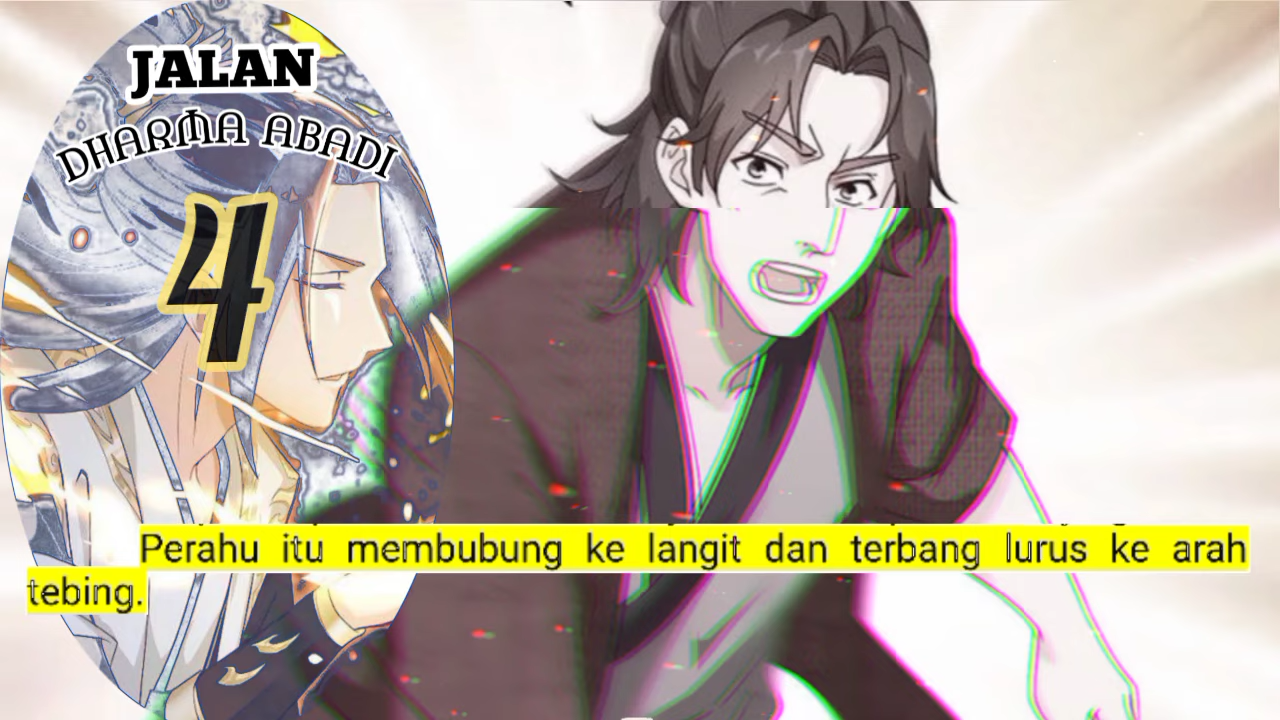 JALAN
DHARMA ABADI
4
Perahu itu membubung ke langit dan terbang lurus ke arah
tebing.